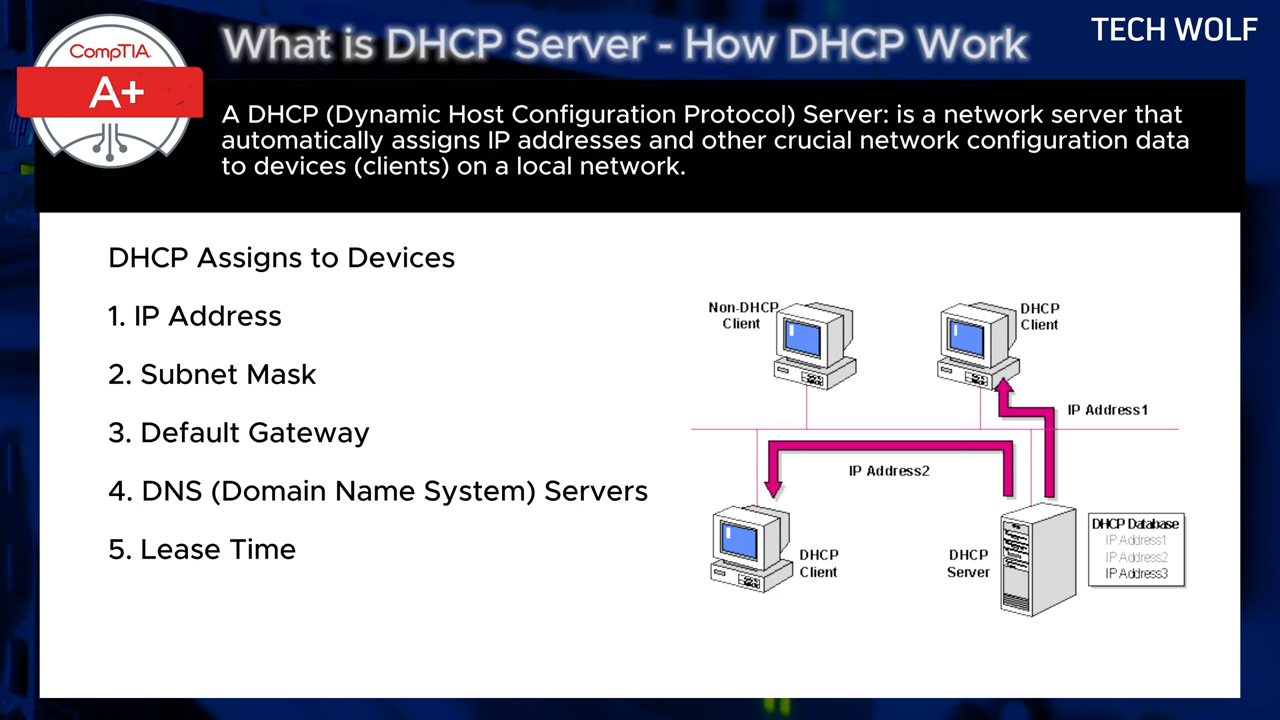 CompTIA.
A+
What is DHCP Server - How DHCP Work
TECH WOLF
A DHCP (Dynamic Host Configuration Protocol) Server: is a network server that
automatically assigns IP addresses and other crucial network configuration data
to devices (clients) on a local network.
DHCP Assigns to Devices
1. IP Address
2. Subnet Mask
3. Default Gateway
4. DNS (Domain Name System) Servers
5. Lease Time
Non-DHCP
Client
DHCP
Client
IP Address1
IP Address2
DHCP
Client
DHCP
Server
DHCP Database
IP Address1
IP Address2
IP Address3